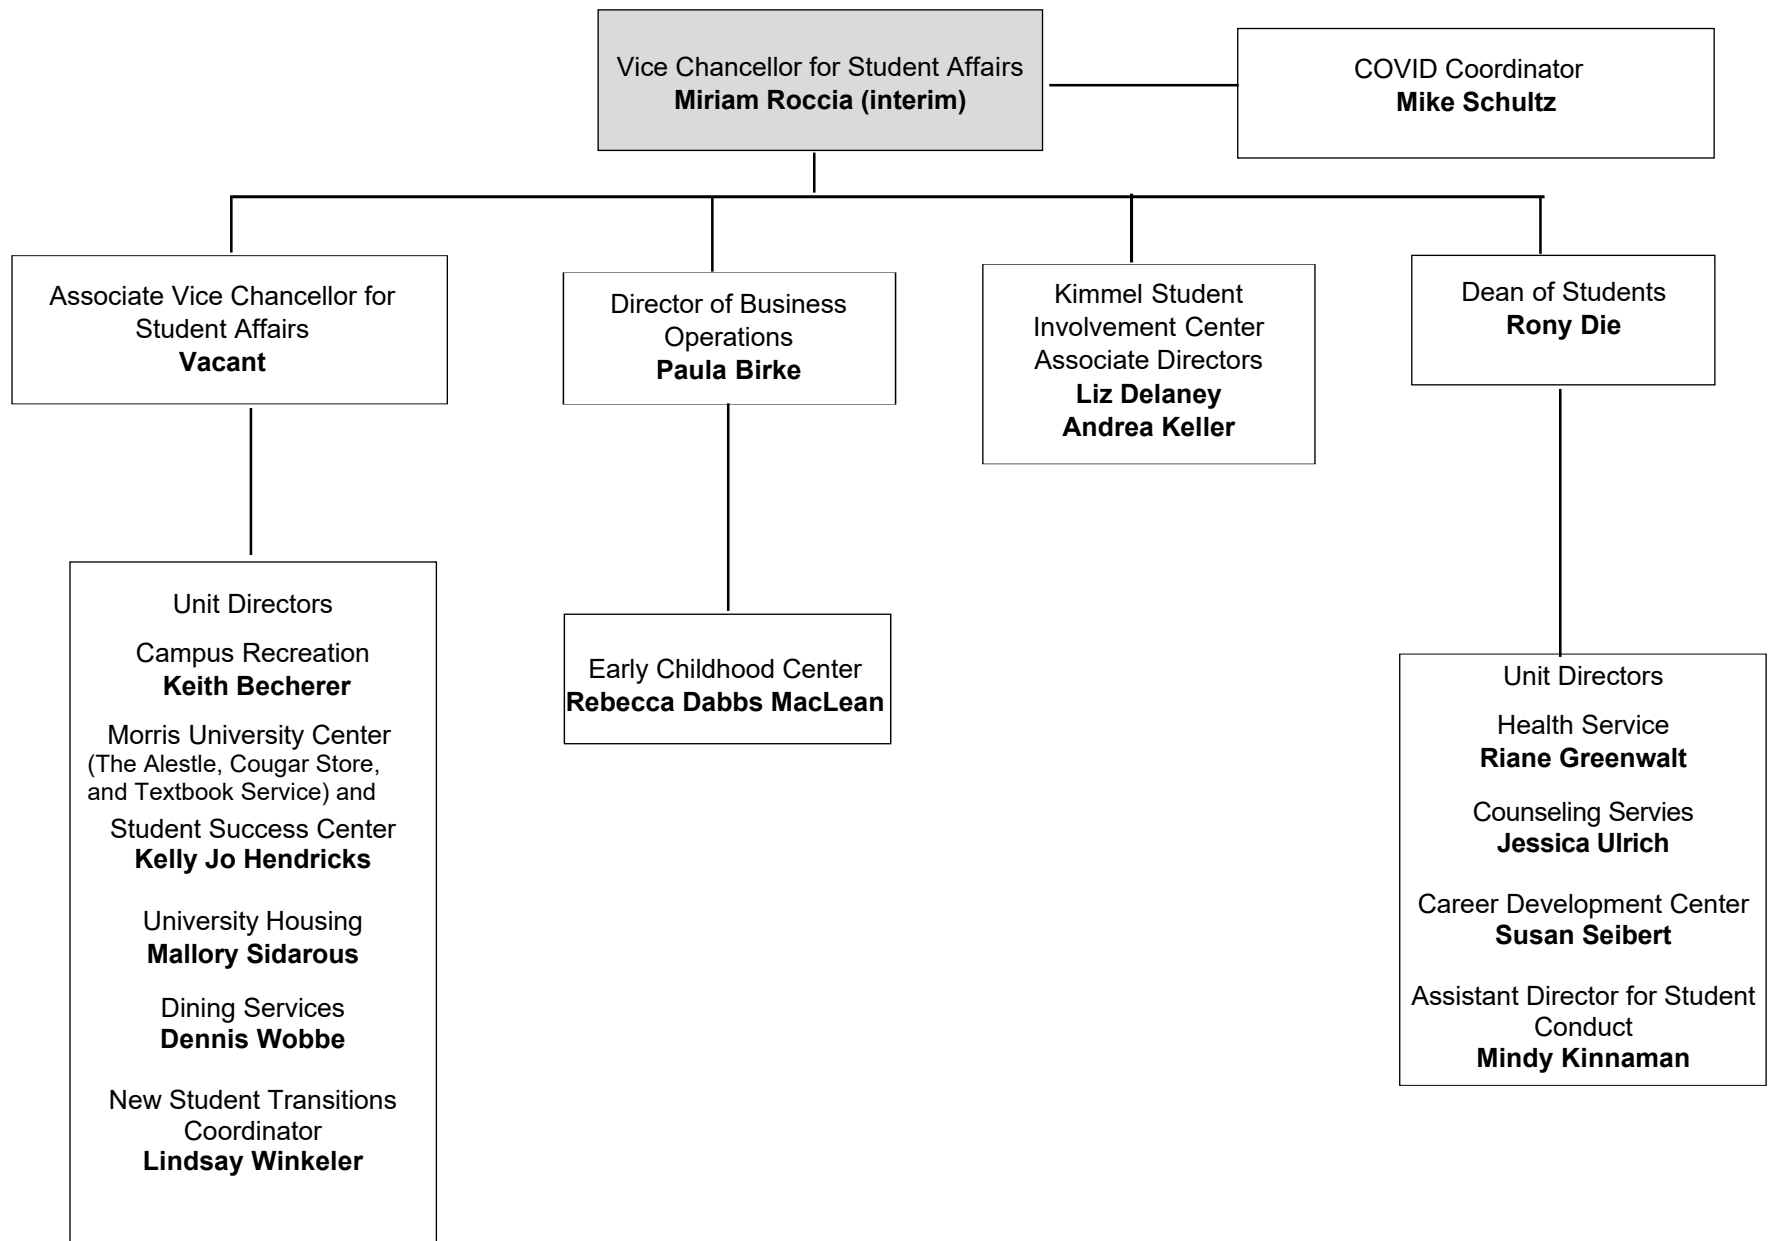 Vice Chancellor for Student Affairs
Miriam Roccia (interim)
COVID Coordinator
Mike Schultz
Associate Vice Chancellor for
Student Affairs
Vacant
Director of Business
Operations
Paula Birke
Kimmel Student
Involvement Center
Associate Directors
Liz Delaney
Andrea Keller
Dean of Students
Rony Die
Unit Directors
Campus Recreation
Keith Becherer
Morris University Center
(The Alestle, Cougar Store,
and Textbook Service) and
Student Success Center
Kelly Jo Hendricks
University Housing
Mallory Sidarous
Dining Services
Dennis Wobbe
New Student Transitions
Coordinator
Lindsay Winkeler
Early Childhood Center
Rebecca Dabbs MacLean
Unit Directors
Health Service
Riane Greenwalt
Counseling Servies
Jessica Ulrich
Career Development Center
Susan Seibert
Assistant Director for Student
Conduct
Mindy Kinnaman